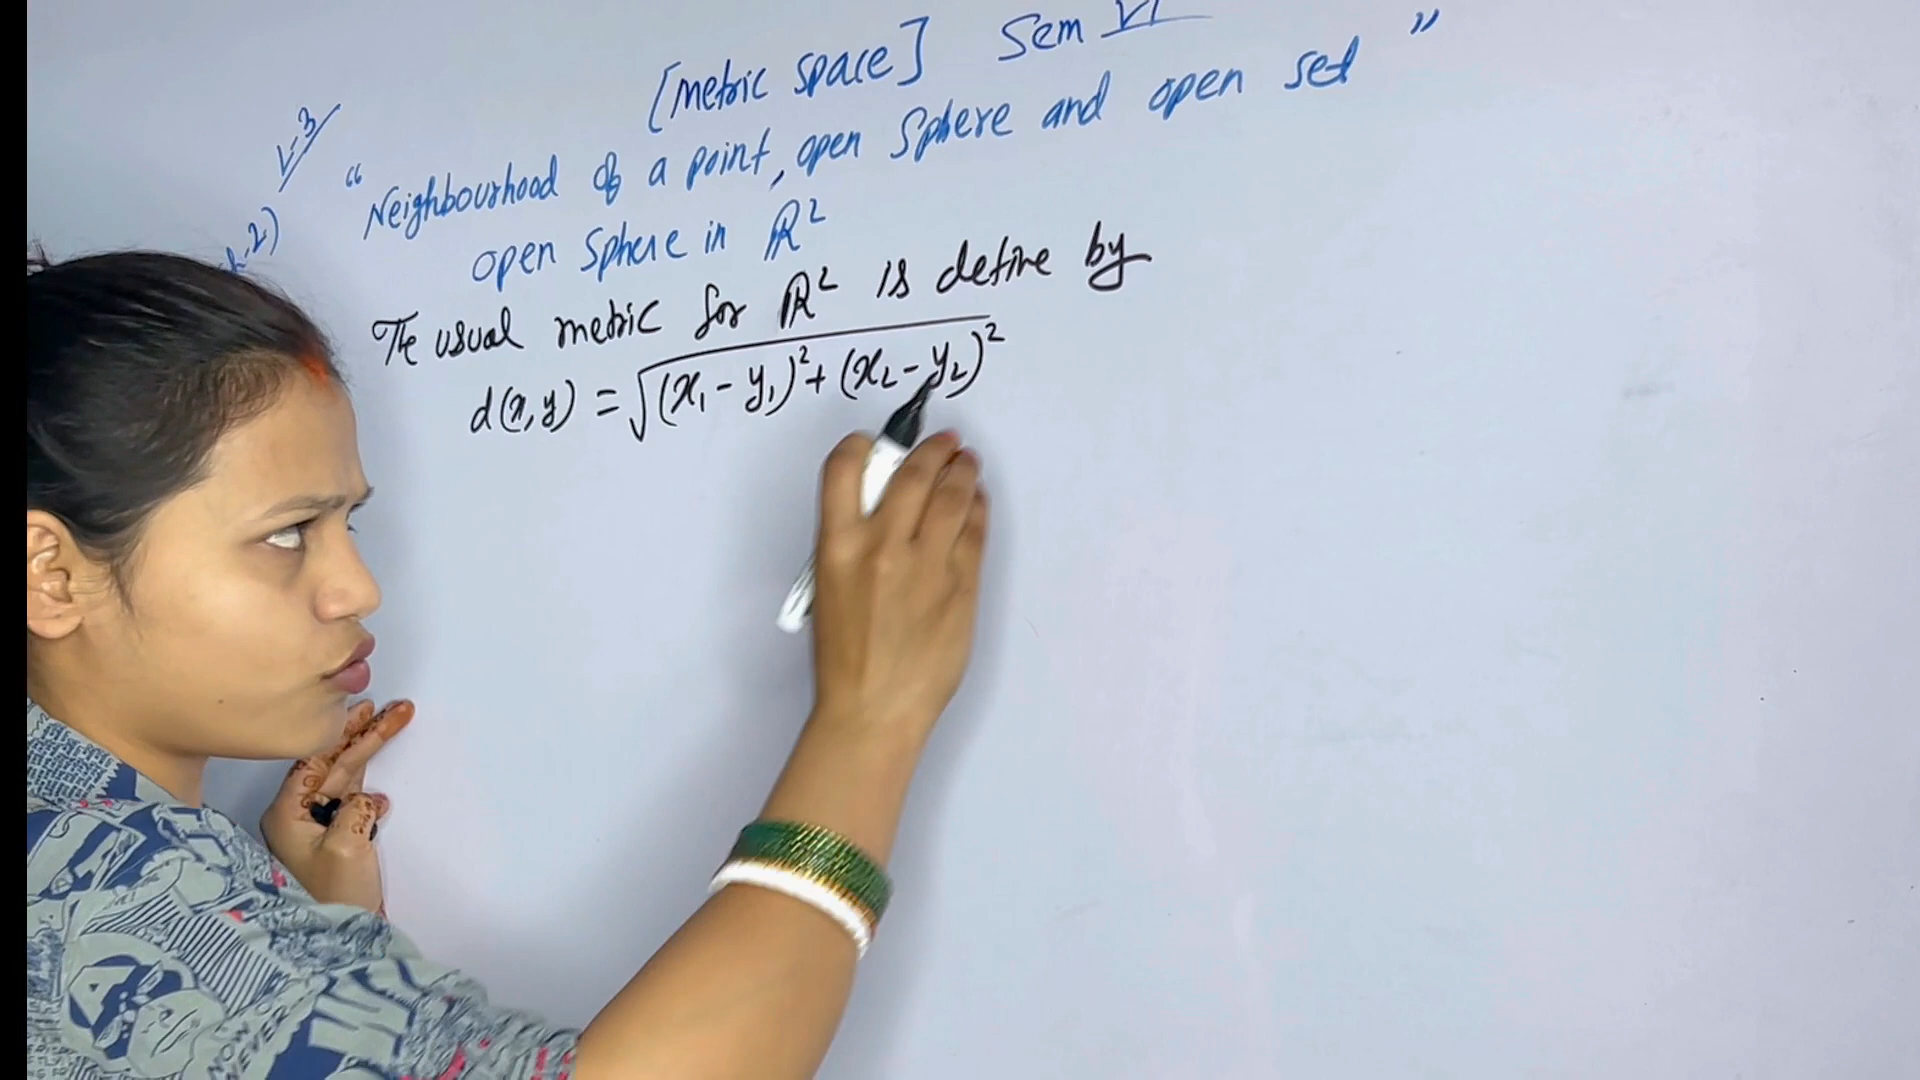 [Metric space] Sem VI
V-3
"Neighbourhood of a point, open Sphere and open set"
2)
open Sphere in ℝ²
The usual metric for ℝ² is define by
d(x,y) = √(x₁ - y₁)² + (x₂ - y₂)²